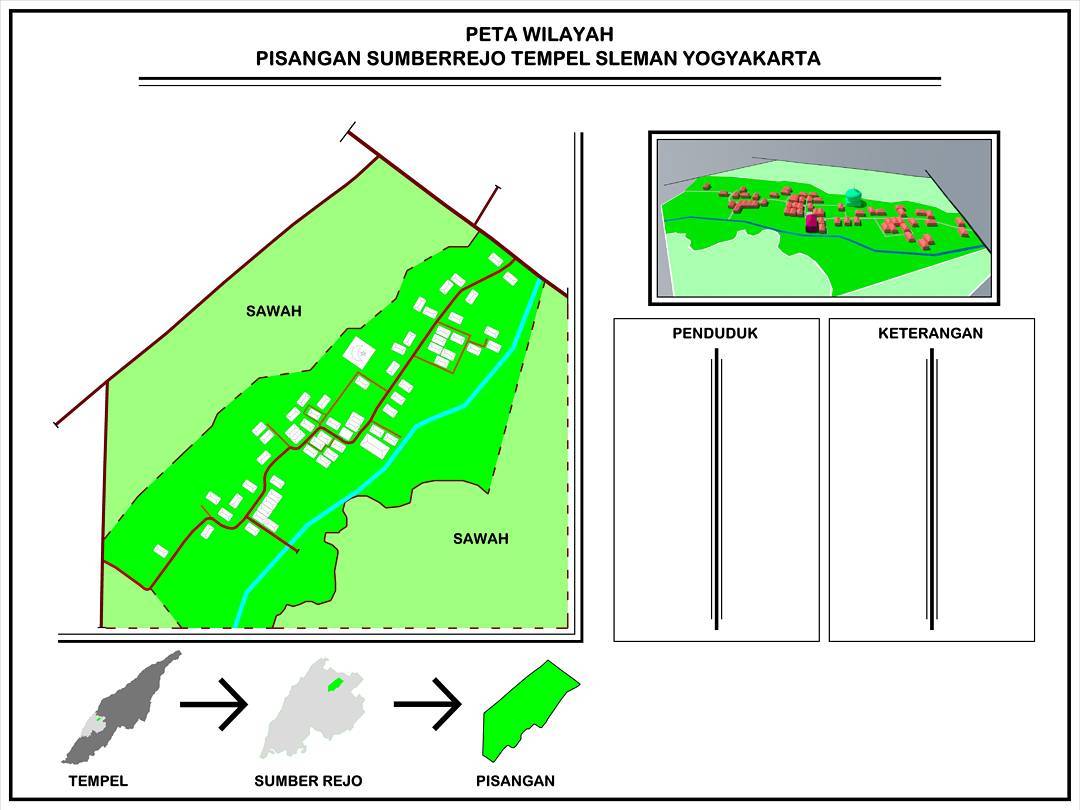 PETA WILAYAH
PISANGAN SUMBERREJO TEMPEL SLEMAN YOGYAKARTA
SAWAH
SAWAH
PENDUDUK
KETERANGAN
TEMPEL
SUMBER REJO
PISANGAN